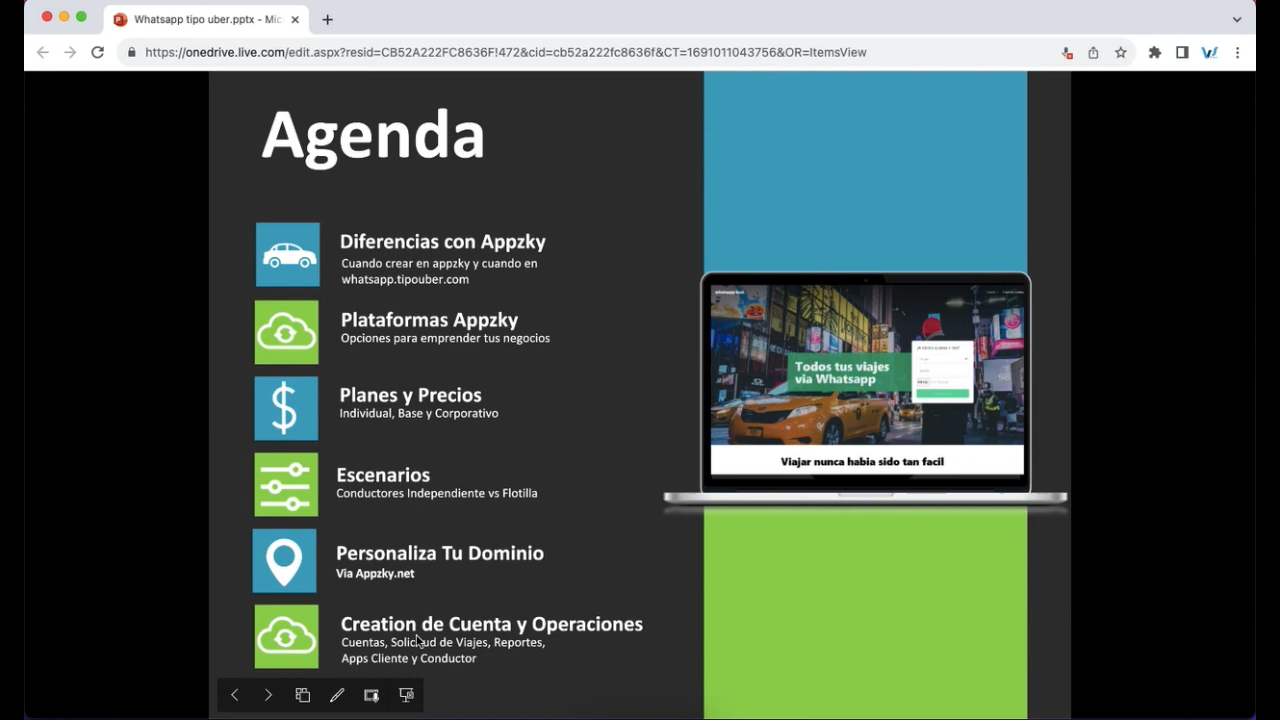 Whatsapp tipo uber.pptx - Mic
https://onedrive.live.com/edit.aspx?resid=CB52A222FC8636F!472&cid=cb52a222fc8636f&CT=1691011043756&OR=ItemsView
Agenda
Diferencias con Appzky
Cuando crear en appzky y cuando en
whatsapp.tipouber.com
Plataformas Appzky
Opciones para emprender tus negocios
Planes y Precios
Individual, Base y Corporativo
Escenarios
Conductores Independiente vs Flotilla
Personaliza Tu Dominio
Via Appzky.net
Creation de Cuenta y Operaciones
Cuentas, Solicitud de Viajes, Reportes,
Apps Cliente y Conductor
Todos tus viajes
via Whatsapp
Viajar nunca habia sido tan facil